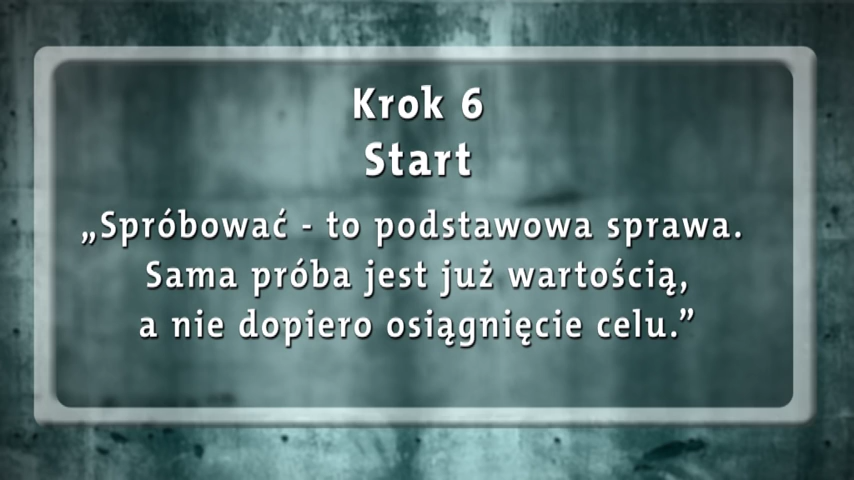 Krok 6
Start
„Spróbować - to podstawowa sprawa.
Sama próba jest już wartością,
a nie dopiero osiągnięcie celu.”